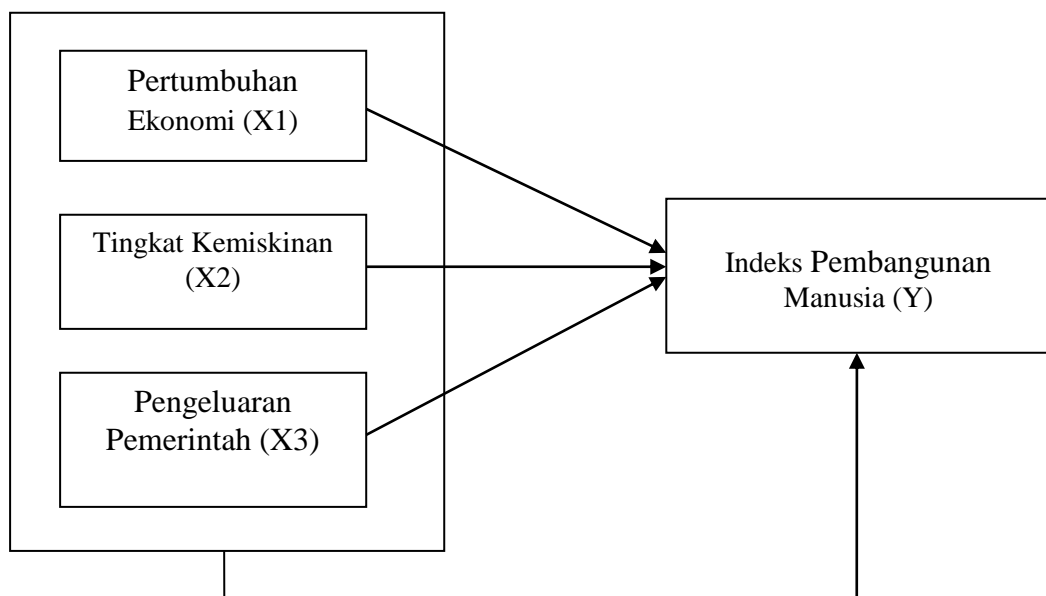 Pertumbuhan
Ekonomi (X1)
Tingkat Kemiskinan
(X2)
Pengeluaran
Pemerintah (X3)
Indeks Pembangunan
Manusia (Y)